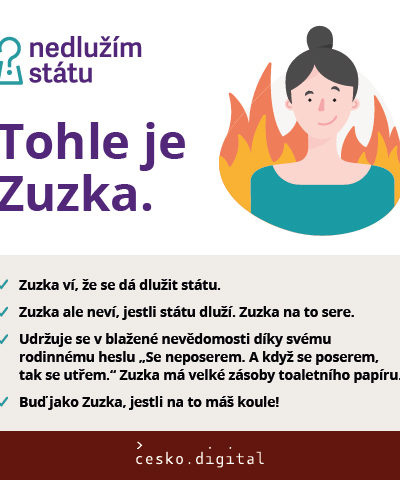 nedlužím
státu
Tohle je
Zuzka.
Zuzka ví, že se dá dlužit státu.
Zuzka ale neví, jestli státu dluží. Zuzka na to sere.
Udržuje se v blažené nevědomosti díky svému
rodinnému heslu „Se neposerem. A když se poserem,
tak se utřem.“ Zuzka má velké zásoby toaletního papíru.
Buď jako Zuzka, jestli na to máš koule!
česko.digital